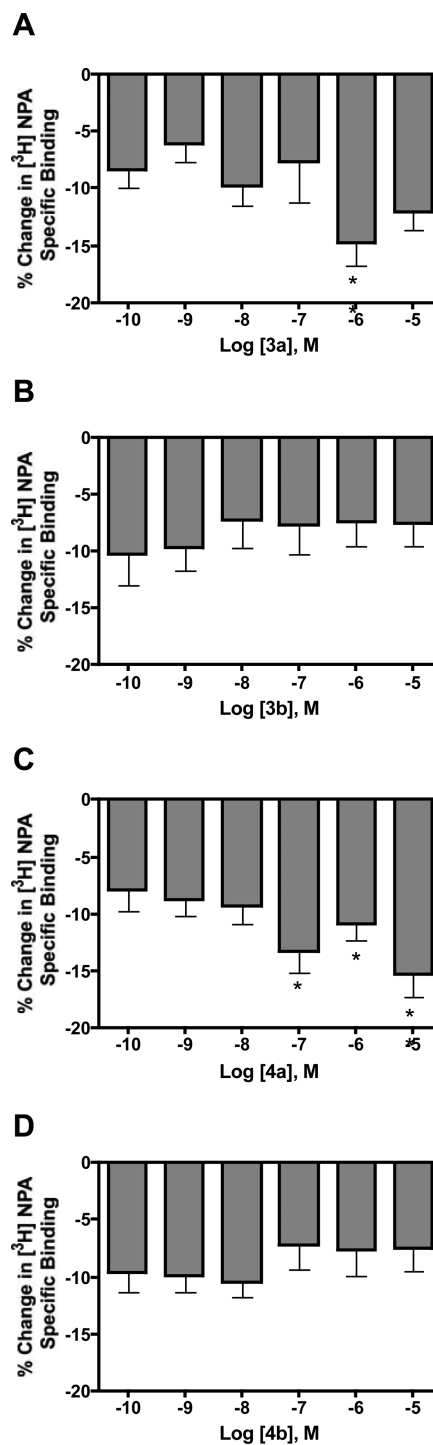 A
% Change in [³H] NPA
Specific Binding
0
-5
-10
-15
-20
*
*
-10 -9 -8 -7 -6 -5
Log [3a], M
B
% Change in [³H] NPA
Specific Binding
0
-5
-10
-15
-20
-10 -9 -8 -7 -6 -5
Log [3b], M
C
% Change in [³H] NPA
Specific Binding
0
-5
-10
-15
-20
* * *
*
-10 -9 -8 -7 -6 -5
Log [4a], M
D
% Change in [³H] NPA
Specific Binding
0
-5
-10
-15
-20
-10 -9 -8 -7 -6 -5
Log [4b], M